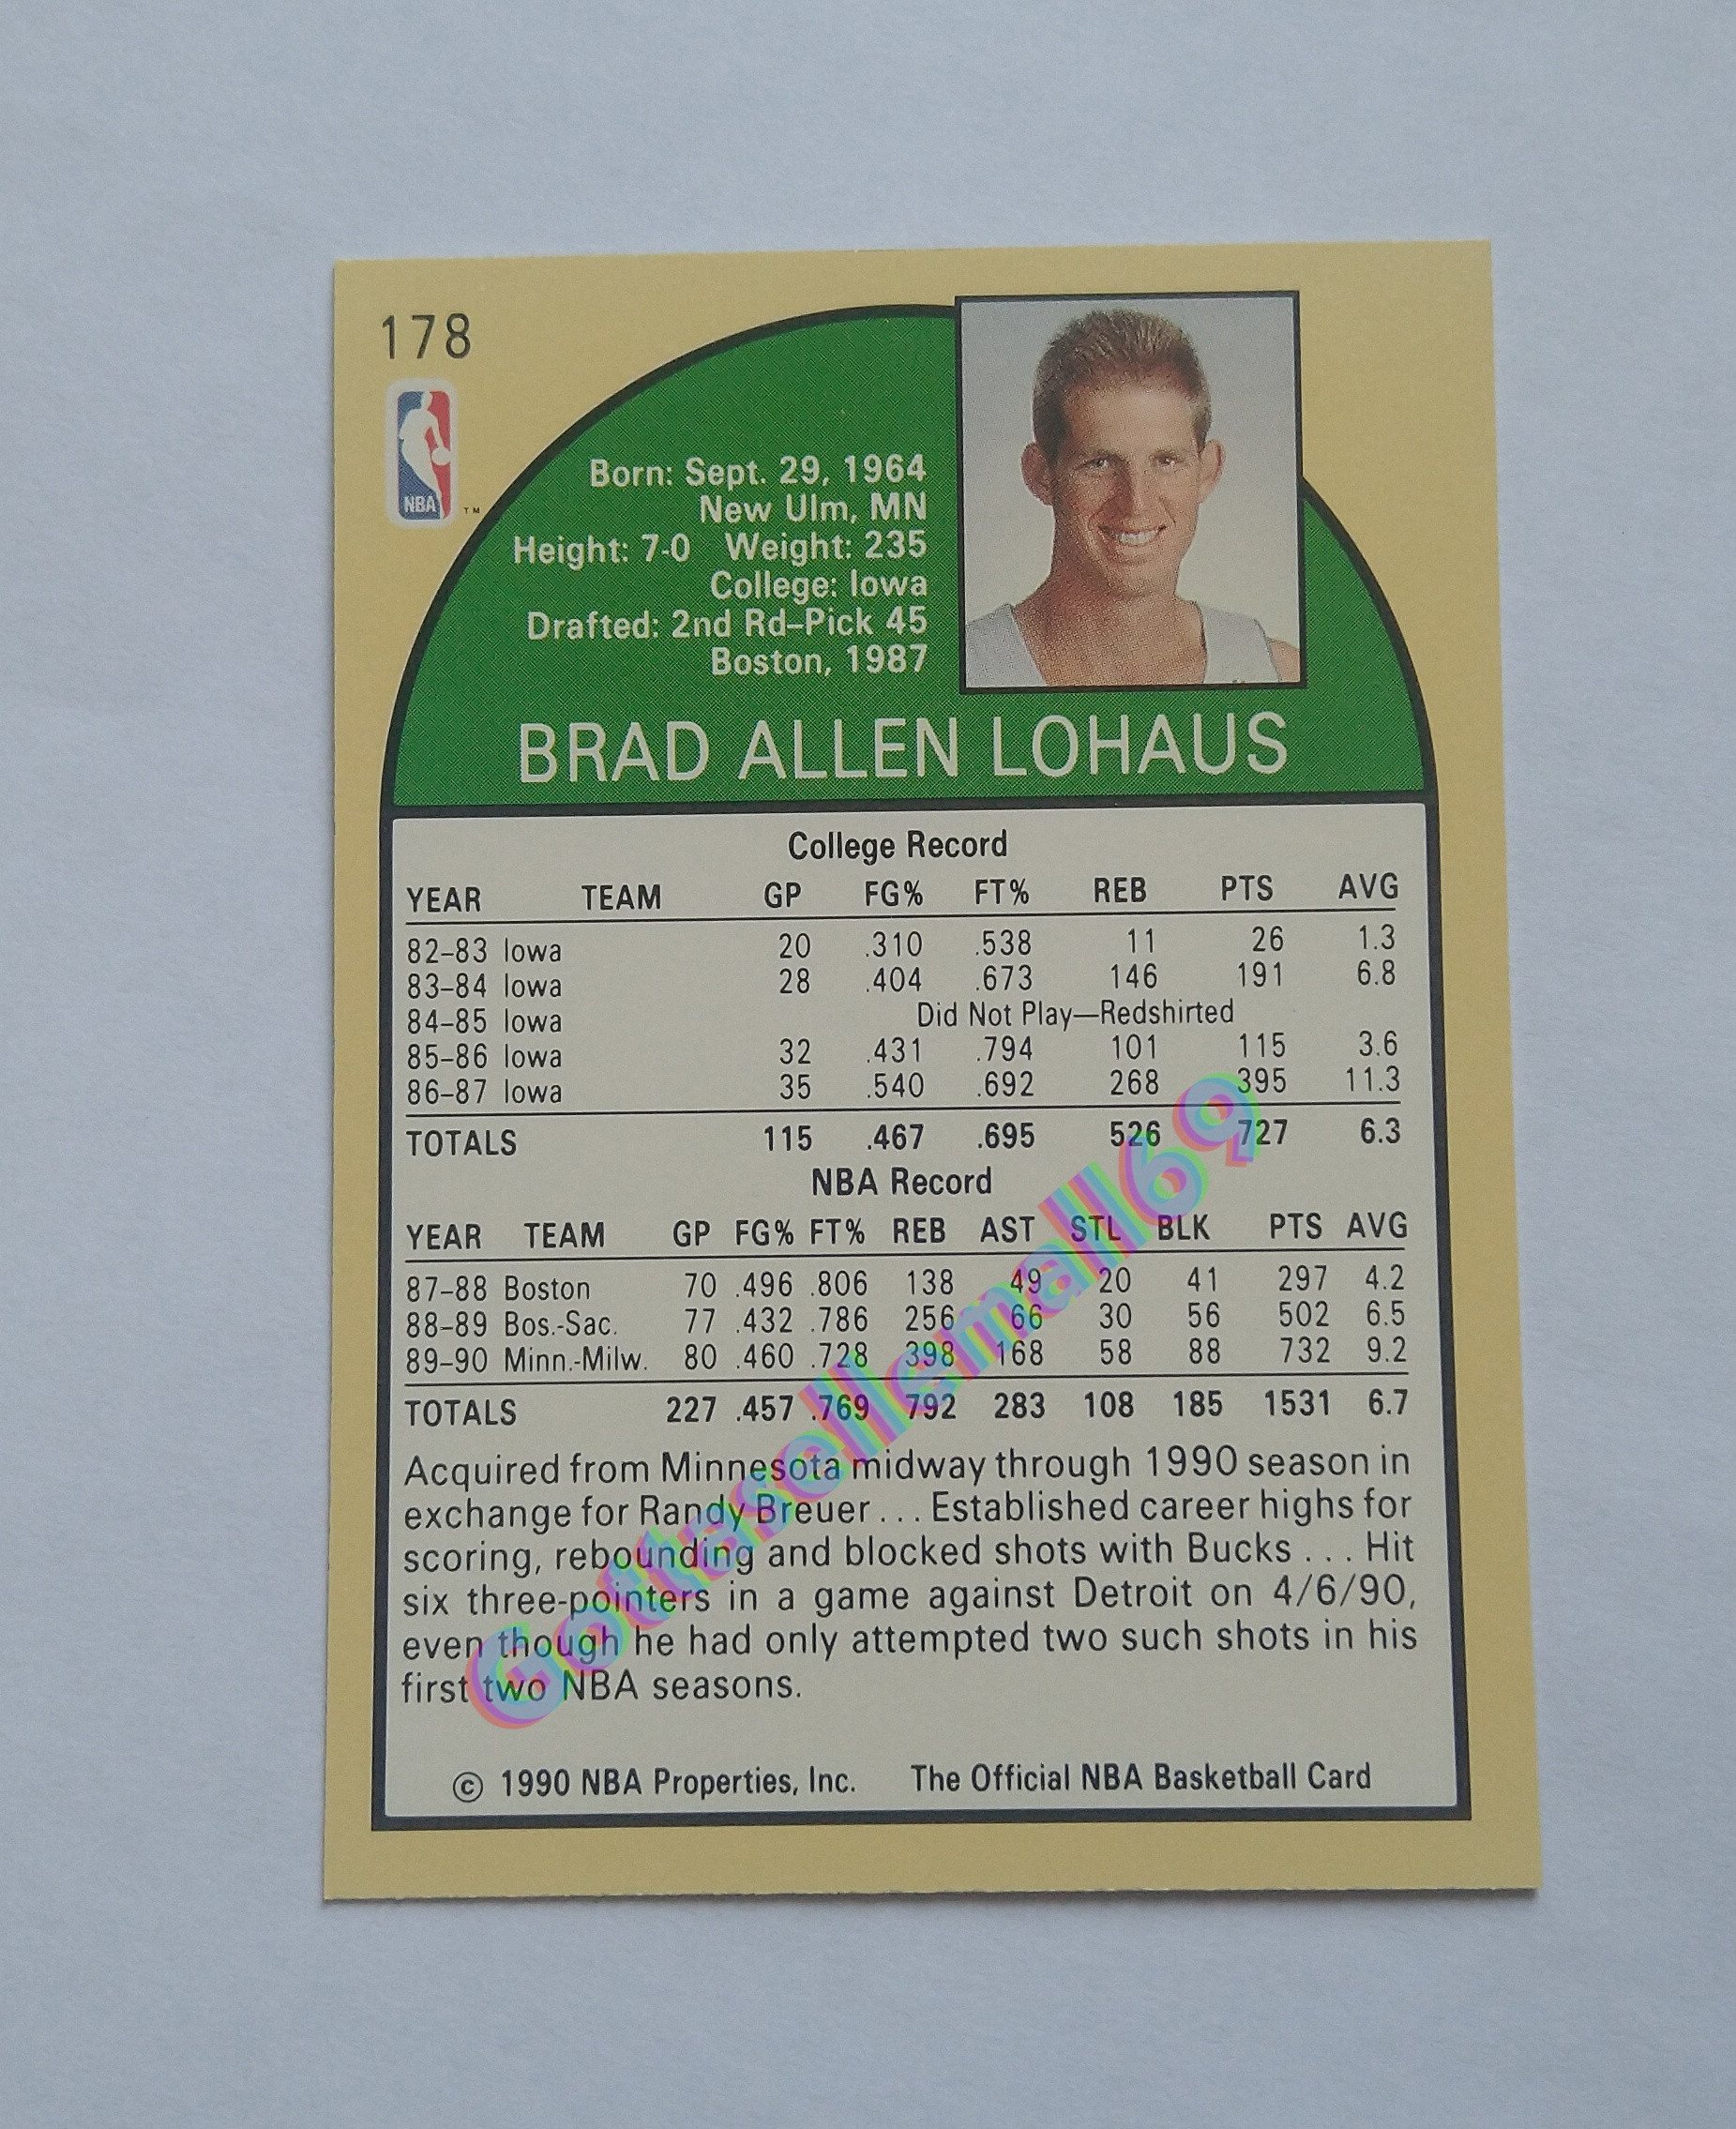 178
NBA
™
Born: Sept. 29, 1964
New Ulm, MN
Height: 7-0 Weight: 235
College: Iowa
Drafted: 2nd Rd–Pick 45
Boston, 1987
BRAD ALLEN LOHAUS
College Record
YEAR TEAM GP FG% FT% REB PTS AVG
82–83 Iowa 20 .310 .538 11 26 1.3
83–84 Iowa 28 .404 .673 146 191 6.8
84–85 Iowa Did Not Play—Redshirted
85–86 Iowa 32 .431 .794 101 115 3.6
86–87 Iowa 35 .540 .692 268 395 11.3
TOTALS 115 .467 .695 526 727 6.3
NBA Record
YEAR TEAM GP FG% FT% REB AST STL BLK PTS AVG
87–88 Boston 70 .496 .806 138 49 20 41 297 4.2
88–89 Bos.-Sac. 77 .432 .786 256 66 30 56 502 6.5
89–90 Minn.-Milw. 80 .460 .728 398 168 58 88 732 9.2
TOTALS 227 .457 .769 792 283 108 185 1531 6.7
Acquired from Minnesota midway through 1990 season in
exchange for Randy Breuer . . . Established career highs for
scoring, rebounding and blocked shots with Bucks . . . Hit
six three-pointers in a game against Detroit on 4/6/90,
even though he had only attempted two such shots in his
first two NBA seasons.
© 1990 NBA Properties, Inc. The Official NBA Basketball Card
Gottasellemall69